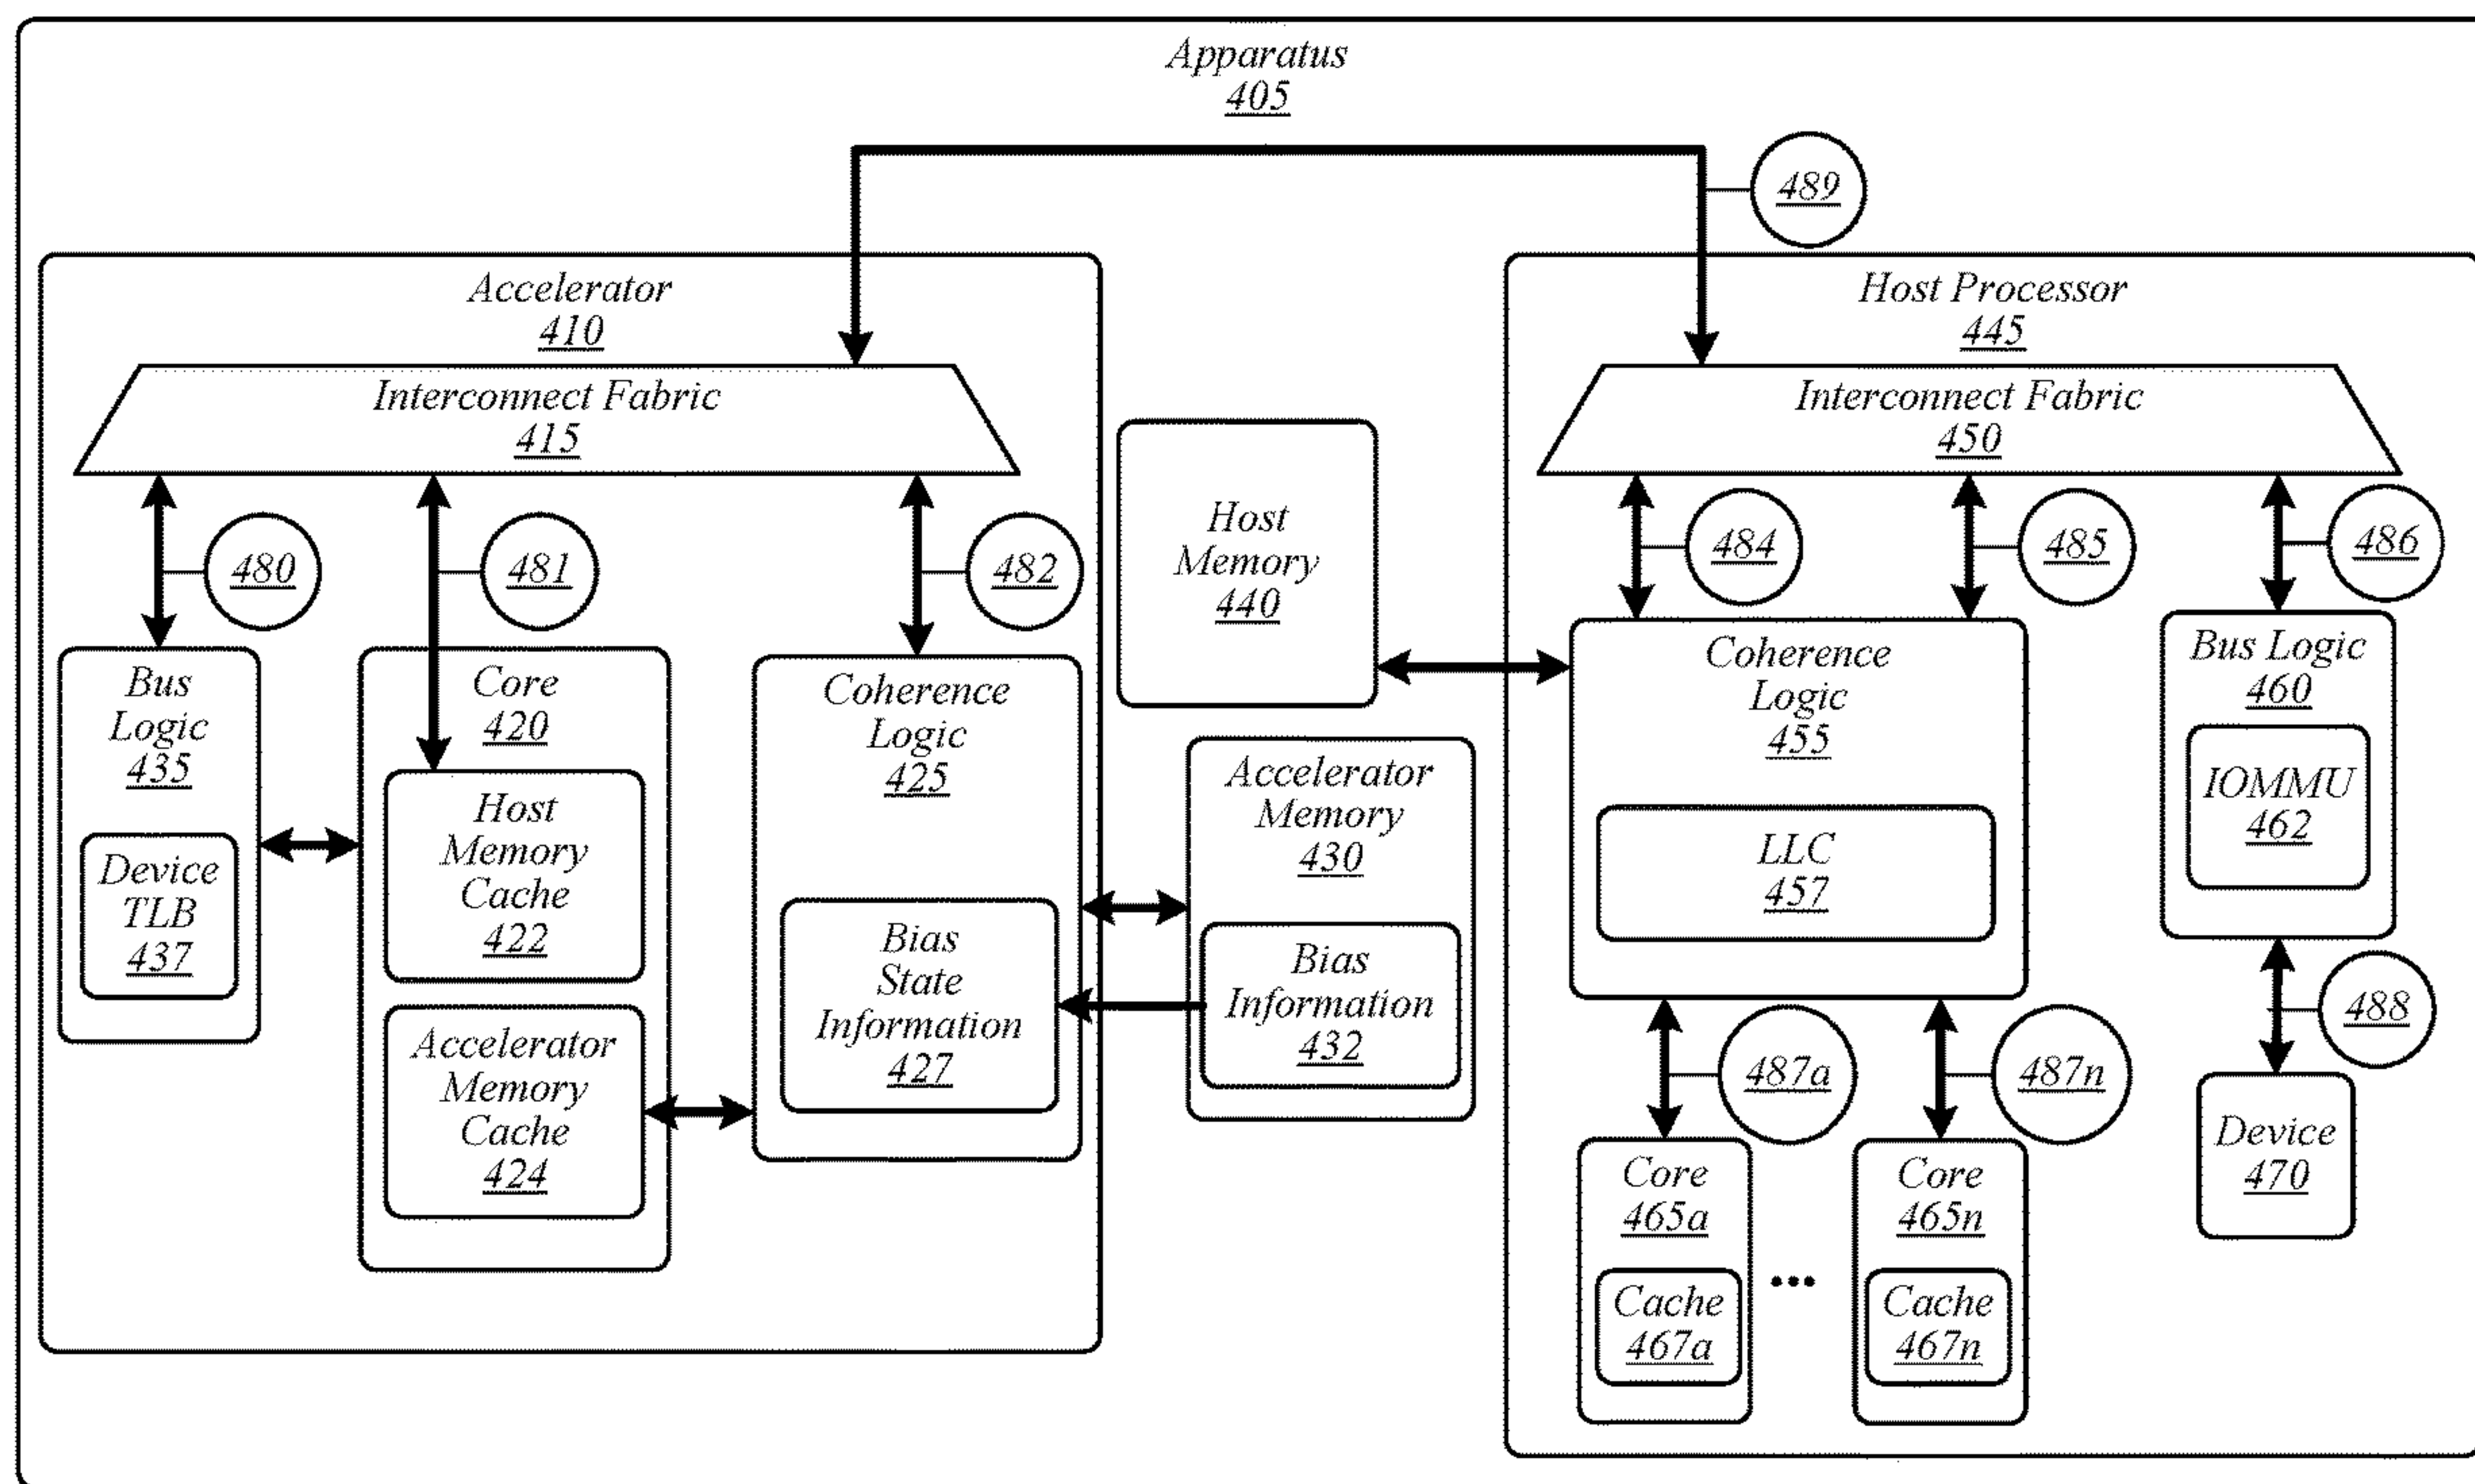 Apparatus
405
489
Accelerator
410
Interconnect Fabric
415
480
481
482
Bus
Logic
435
Device
TLB
437
Core
420
Host
Memory
Cache
422
Accelerator
Memory
Cache
424
Coherence
Logic
425
Bias
State
Information
427
Host
Memory
440
Accelerator
Memory
430
Bias
Information
432
Host Processor
445
Interconnect Fabric
450
484
485
486
Coherence
Logic
455
LLC
457
Bus Logic
460
IOMMU
462
487a
487n
488
Core
465a
Cache
467a
...
Core
465n
Cache
467n
Device
470